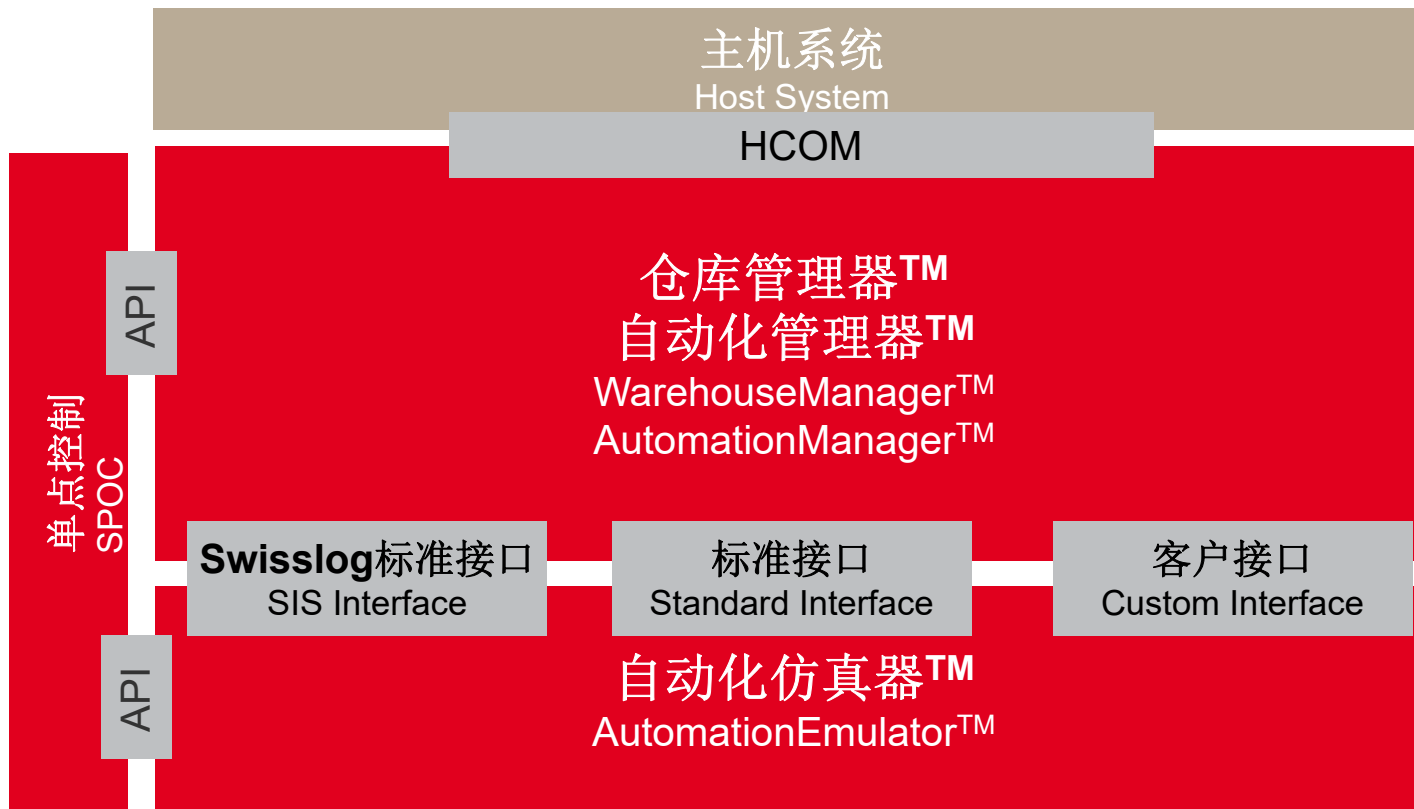 主机系统
Host System
HCOM
API
仓库管理器TM
自动化管理器TM
WarehouseManagerTM
AutomationManagerTM
单点控制
SPOC
Swisslog标准接口
SIS Interface
标准接口
Standard Interface
客户接口
Custom Interface
API
自动化仿真器TM
AutomationEmulatorTM